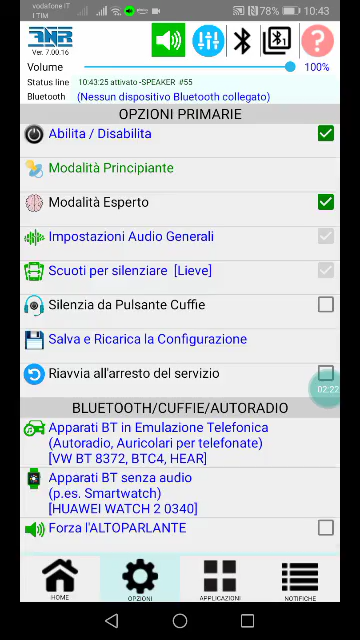 vodafone IT
I TIM
78%
10:43
RNR
Ver. 7.00.16
Volume
100%
Status line
10:43:25 attivato -SPEAKER #55
Bluetooth
(Nessun dispositivo Bluetooth collegato)
OPZIONI PRIMARIE
Abilita / Disabilita
Modalità Principiante
Modalità Esperto
Impostazioni Audio Generali
Scuoti per silenziare [Lieve]
Silenzia da Pulsante Cuffie
Salva e Ricarica la Configurazione
Riavvia all'arresto del servizio
02:22
BLUETOOTH/CUFFIE/AUTORADIO
Apparati BT in Emulazione Telefonica
(Autoradio, Auricolari per telefonate)
[VW BT 8372, BTC4, HEAR]
Apparati BT senza audio
(p.es. Smartwatch)
[HUAWEI WATCH 2 0340]
Forza l'ALTOPARLANTE
HOME
OPZIONI
APPLICAZIONI
NOTIFICHE